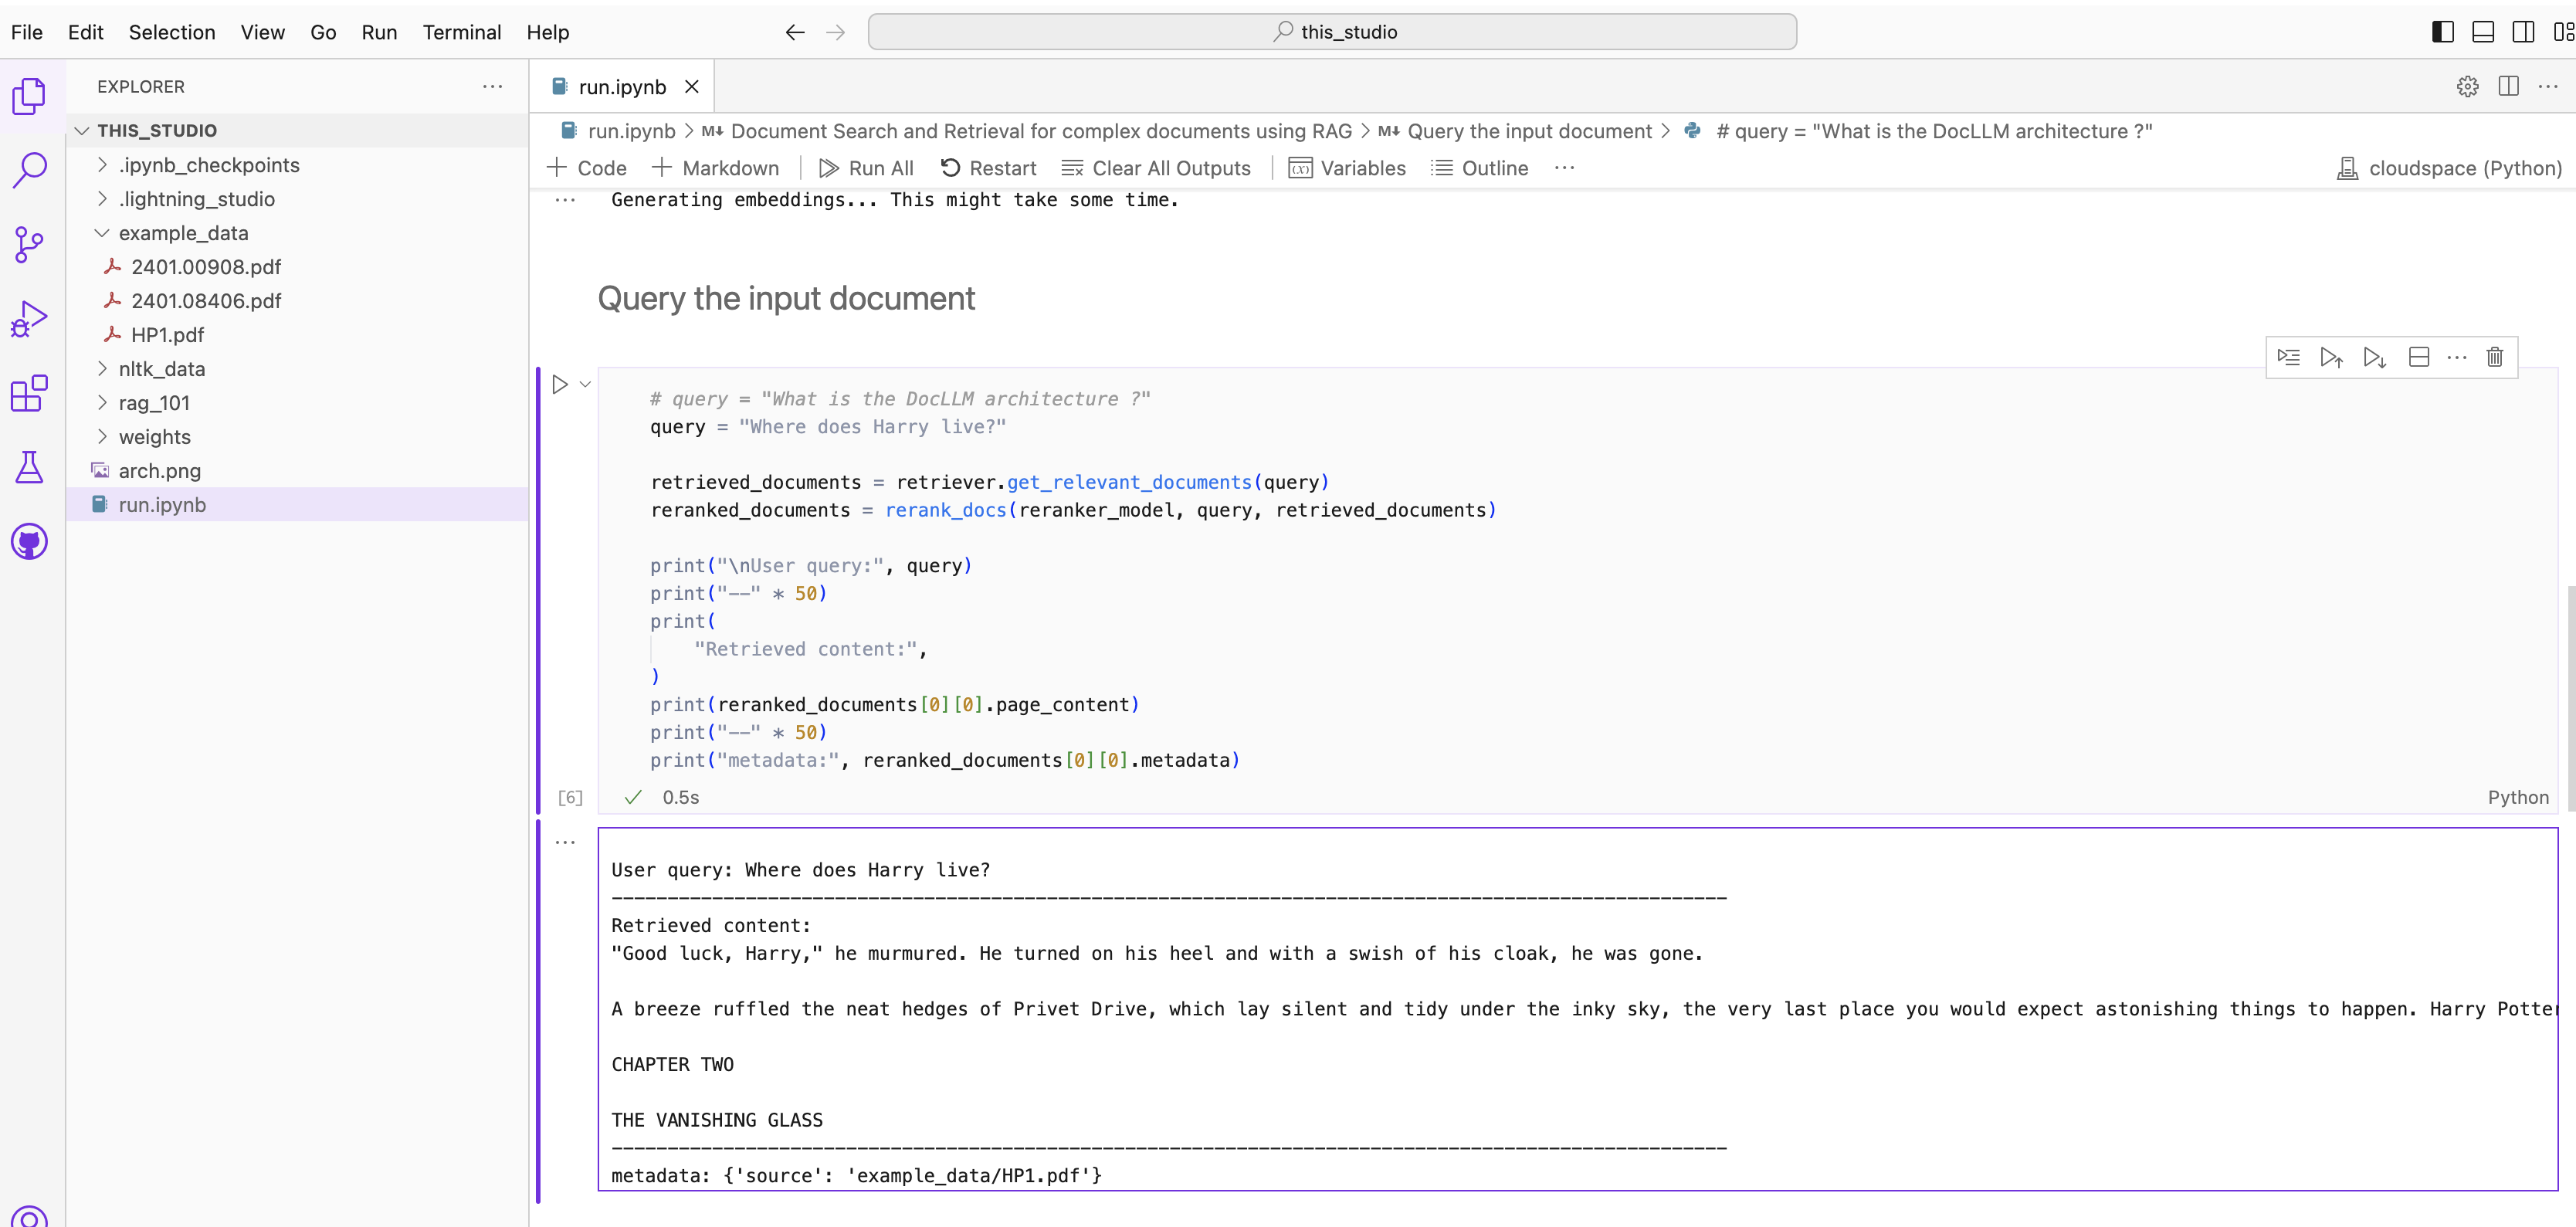 File Edit Selection View Go Run Terminal Help
this_studio
EXPLORER
THIS_STUDIO
.ipynb_checkpoints
.lightning_studio
example_data
2401.00908.pdf
2401.08406.pdf
HP1.pdf
nltk_data
rag_101
weights
arch.png
run.ipynb
run.ipynb
run.ipynb > M↓ Document Search and Retrieval for complex documents using RAG > M↓ Query the input document > # query = "What is the DocLLM architecture ?"
+ Code + Markdown | Run All Restart Clear All Outputs | Variables Outline ...
cloudspace (Python)
Generating embeddings... This might take some time.
Query the input document
# query = "What is the DocLLM architecture ?"
query = "Where does Harry live?"
retrieved_documents = retriever.get_relevant_documents(query)
reranked_documents = rerank_docs(reranker_model, query, retrieved_documents)
print("\nUser query:", query)
print("--" * 50)
print(
"Retrieved content:",
)
print(reranked_documents[0][0].page_content)
print("--" * 50)
print("metadata:", reranked_documents[0][0].metadata)
[6] 0.5s
Python
User query: Where does Harry live?
----------------------------------------------------------------------------------------------------
Retrieved content:
"Good luck, Harry," he murmured. He turned on his heel and with a swish of his cloak, he was gone.
A breeze ruffled the neat hedges of Privet Drive, which lay silent and tidy under the inky sky, the very last place you would expect astonishing things to happen. Harry Potter
CHAPTER TWO
THE VANISHING GLASS
----------------------------------------------------------------------------------------------------
metadata: {'source': 'example_data/HP1.pdf'}